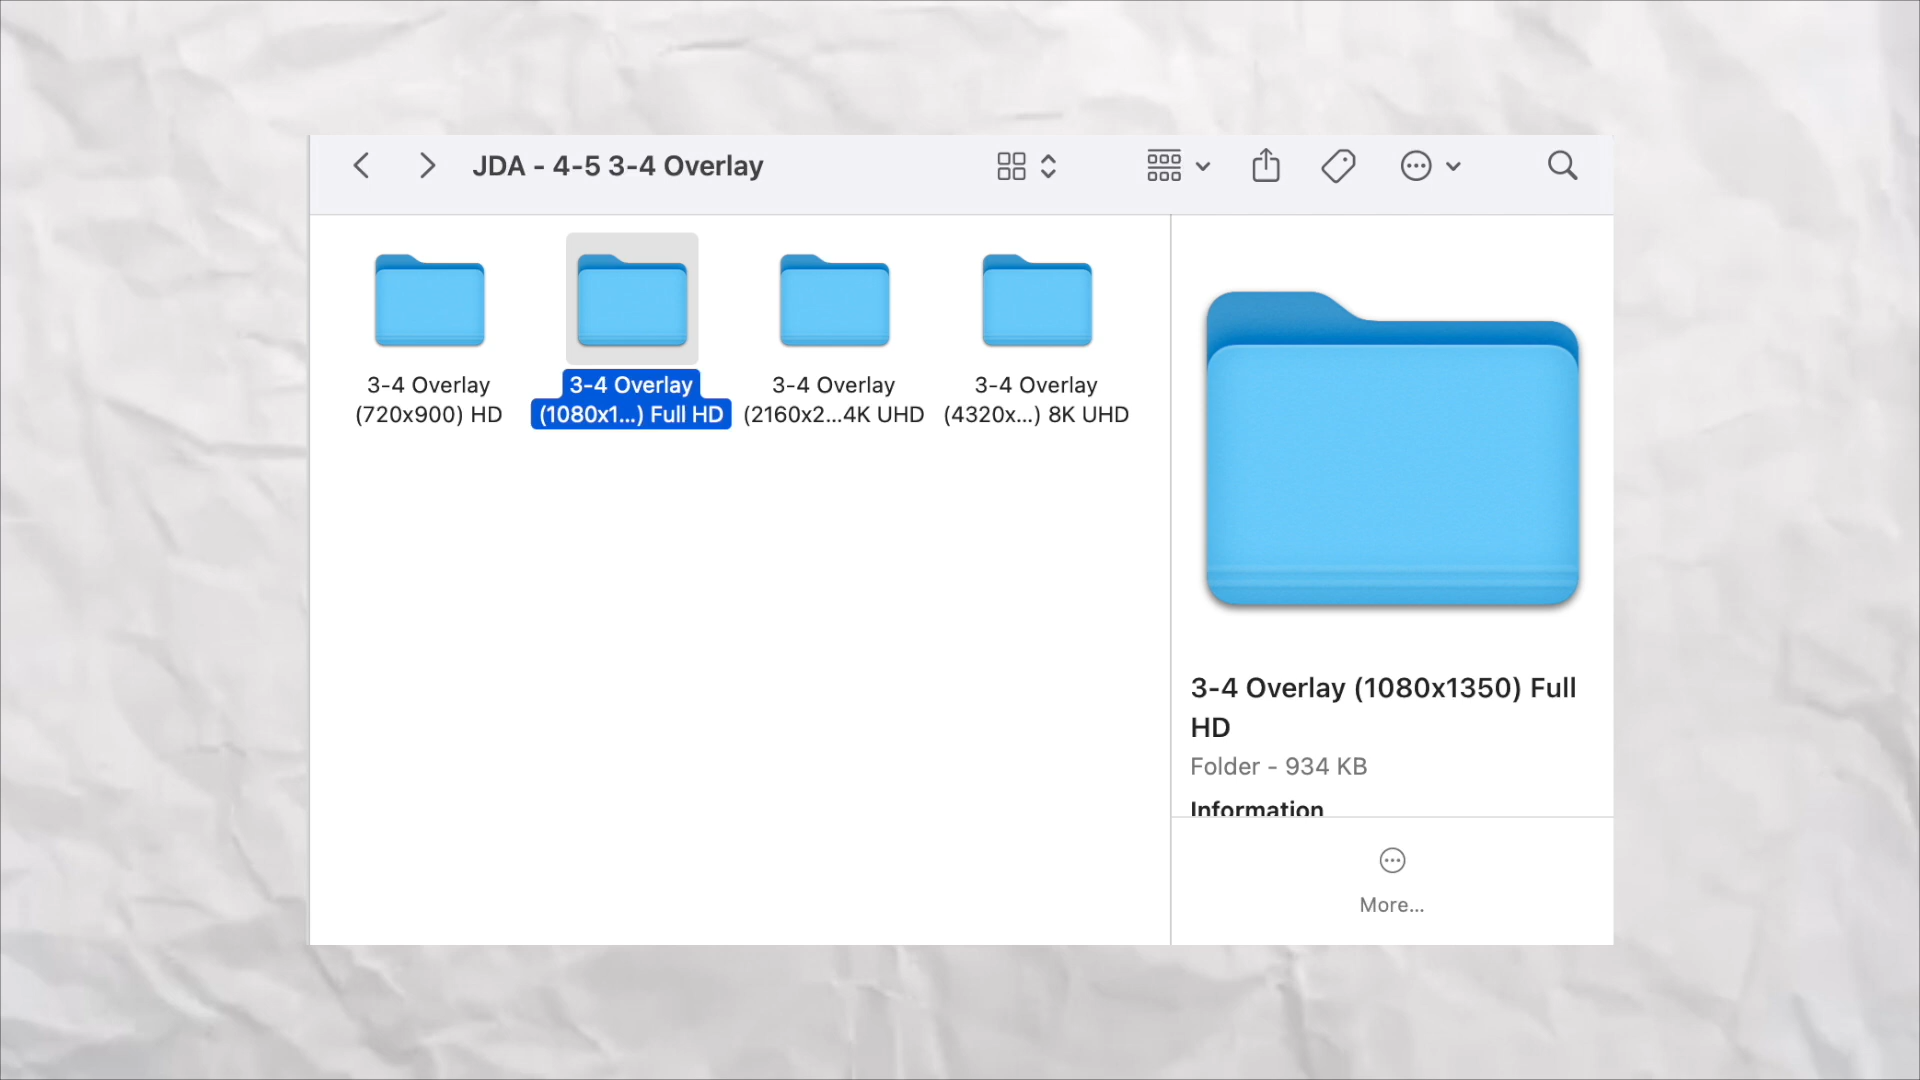 JDA - 4-5 3-4 Overlay
3-4 Overlay
(720x900) HD
3-4 Overlay
(1080x1...) Full HD
3-4 Overlay
(2160x2...4K UHD
3-4 Overlay
(4320x...) 8K UHD
3-4 Overlay (1080x1350) Full
HD
Folder - 934 KB
Information
More...